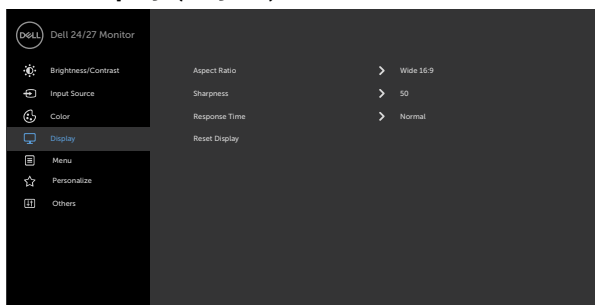 DELL Dell 24/27 Monitor
Brightness/Contrast
Input Source
Color
Display
Menu
Personalize
Others
Aspect Ratio > Wide 16:9
Sharpness > 50
Response Time > Normal
Reset Display